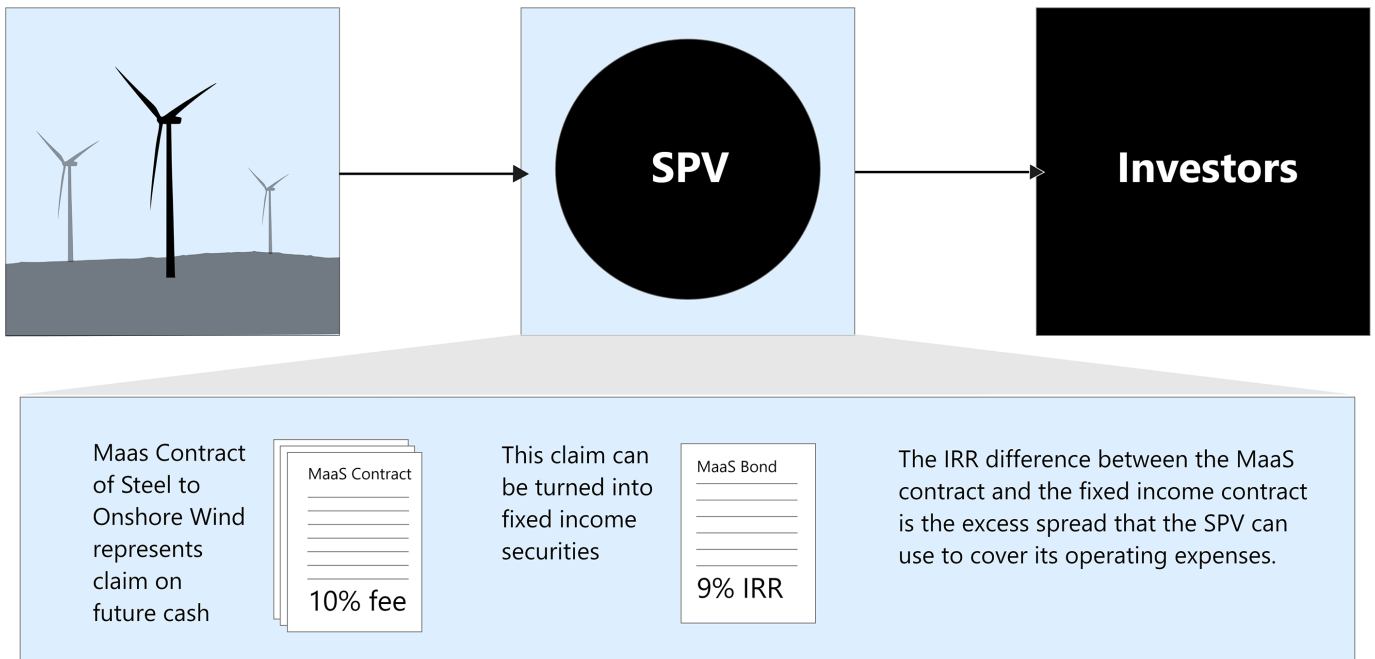 SPV
Investors
Maas Contract
of Steel to
Onshore Wind
represents
claim on
future cash
MaaS Contract
10% fee
This claim can
be turned into
fixed income
securities
MaaS Bond
9% IRR
The IRR difference between the MaaS
contract and the fixed income contract
is the excess spread that the SPV can
use to cover its operating expenses.